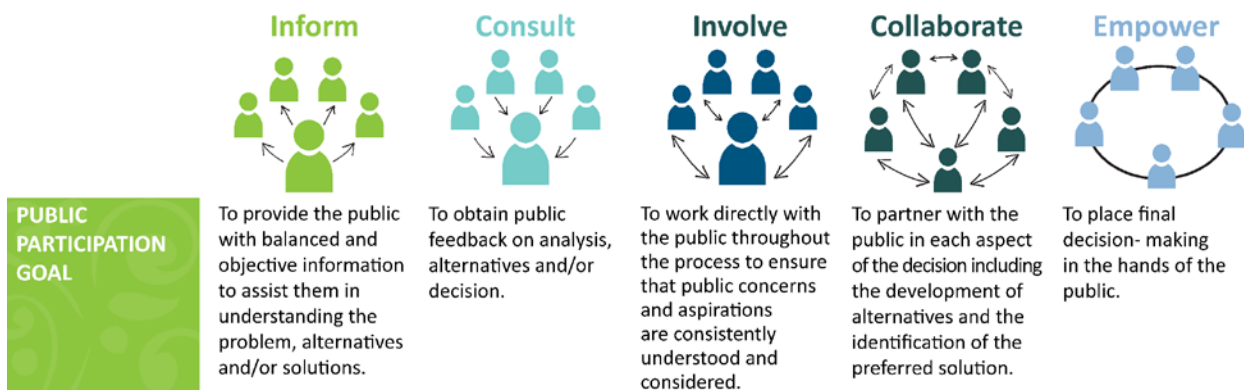 Inform
Consult
Involve
Collaborate
Empower
PUBLIC
PARTICIPATION
GOAL
To provide the public
with balanced and
objective information
to assist them in
understanding the
problem, alternatives
and/or solutions.
To obtain public
feedback on analysis,
alternatives and/or
decision.
To work directly with
the public throughout
the process to ensure
that public concerns
and aspirations
are consistently
understood and
considered.
To partner with the
public in each aspect
of the decision including
the development of
alternatives and the
identification of the
preferred solution.
To place final
decision- making
in the hands of the
public.